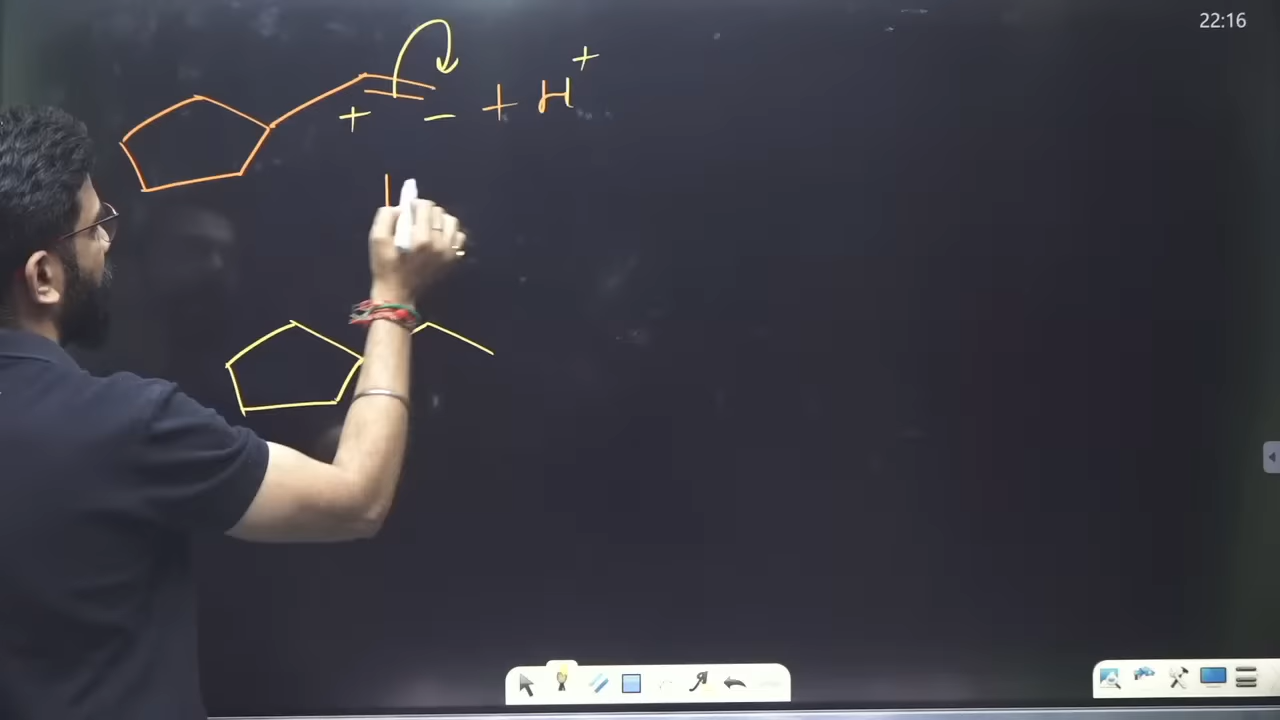 22:16
+ - + H+